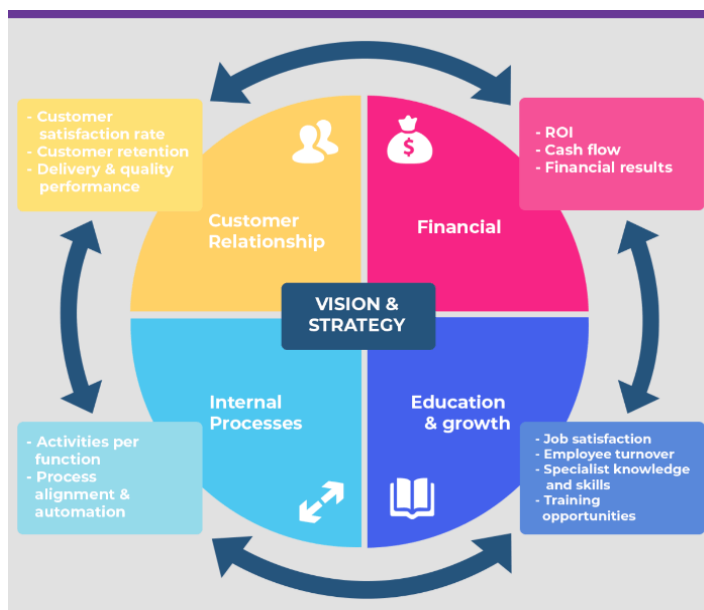 - Customer
satisfaction rate
- Customer retention
- Delivery & quality
performance
Customer
Relationship
$
Financial
- ROI
- Cash flow
- Financial results
VISION &
STRATEGY
Internal
Processes
- Activities per
function
- Process
alignment &
automation
Education
& growth
- Job satisfaction
- Employee turnover
- Specialist knowledge
and skills
- Training
opportunities